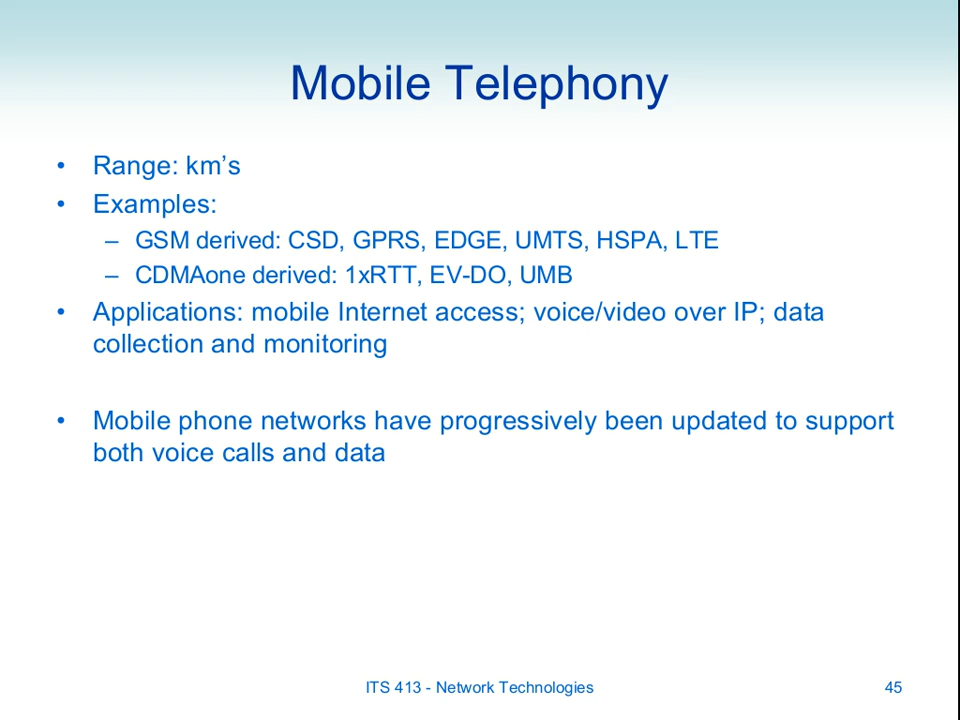 Mobile Telephony
• Range: km’s
• Examples:
– GSM derived: CSD, GPRS, EDGE, UMTS, HSPA, LTE
– CDMAone derived: 1xRTT, EV-DO, UMB
• Applications: mobile Internet access; voice/video over IP; data
collection and monitoring
• Mobile phone networks have progressively been updated to support
both voice calls and data
ITS 413 - Network Technologies
45